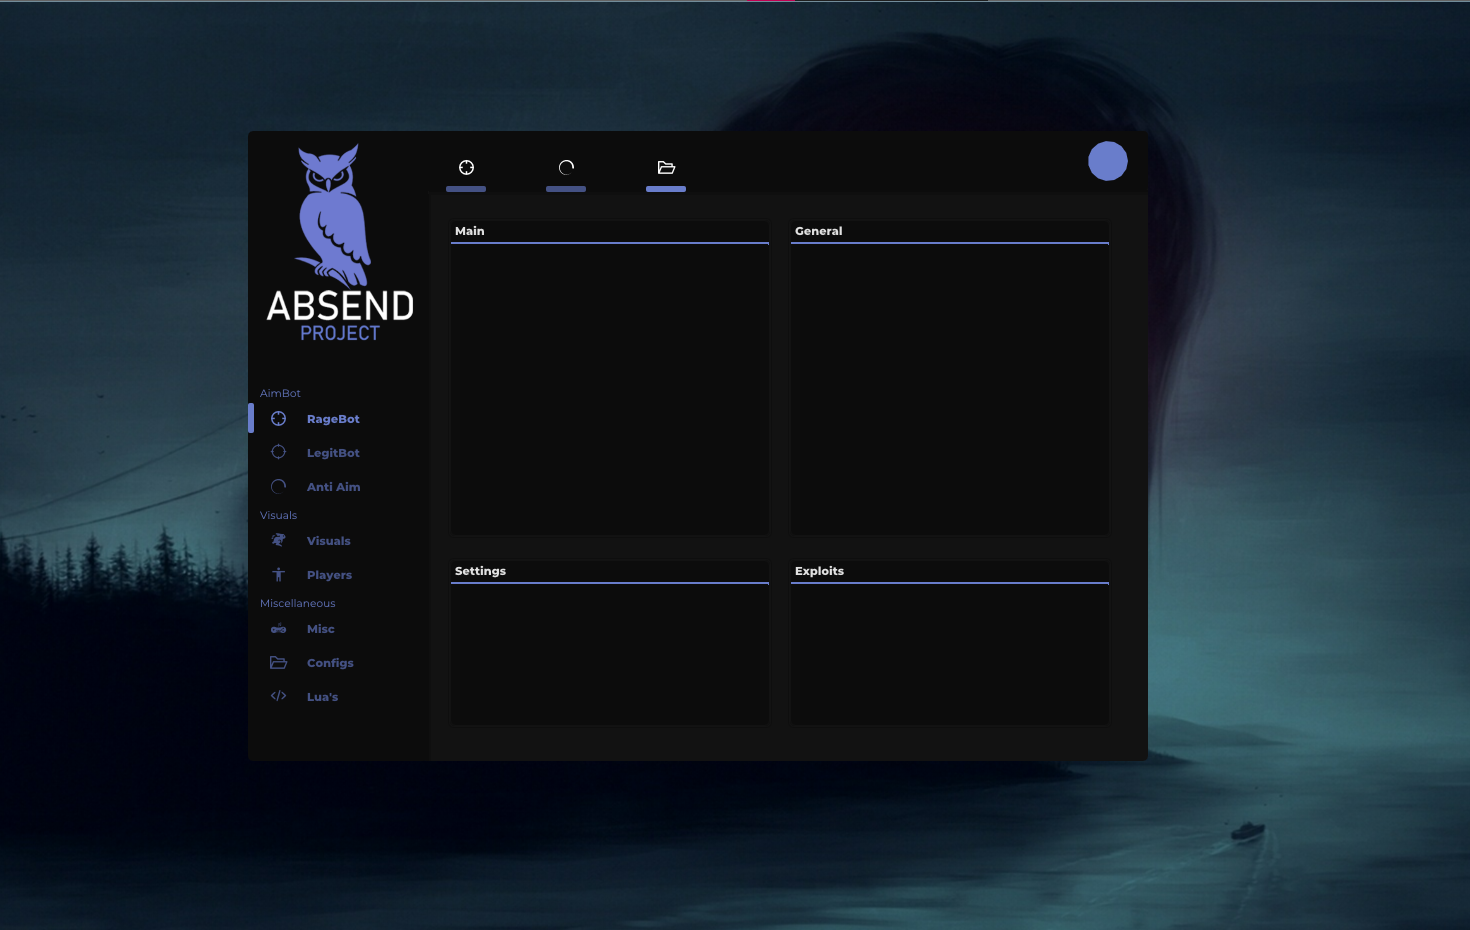 ABSEND
PROJECT
AimBot
RageBot
LegitBot
Anti Aim
Visuals
Visuals
Players
Miscellaneous
Misc
Configs
Lua's
Main
General
Settings
Exploits